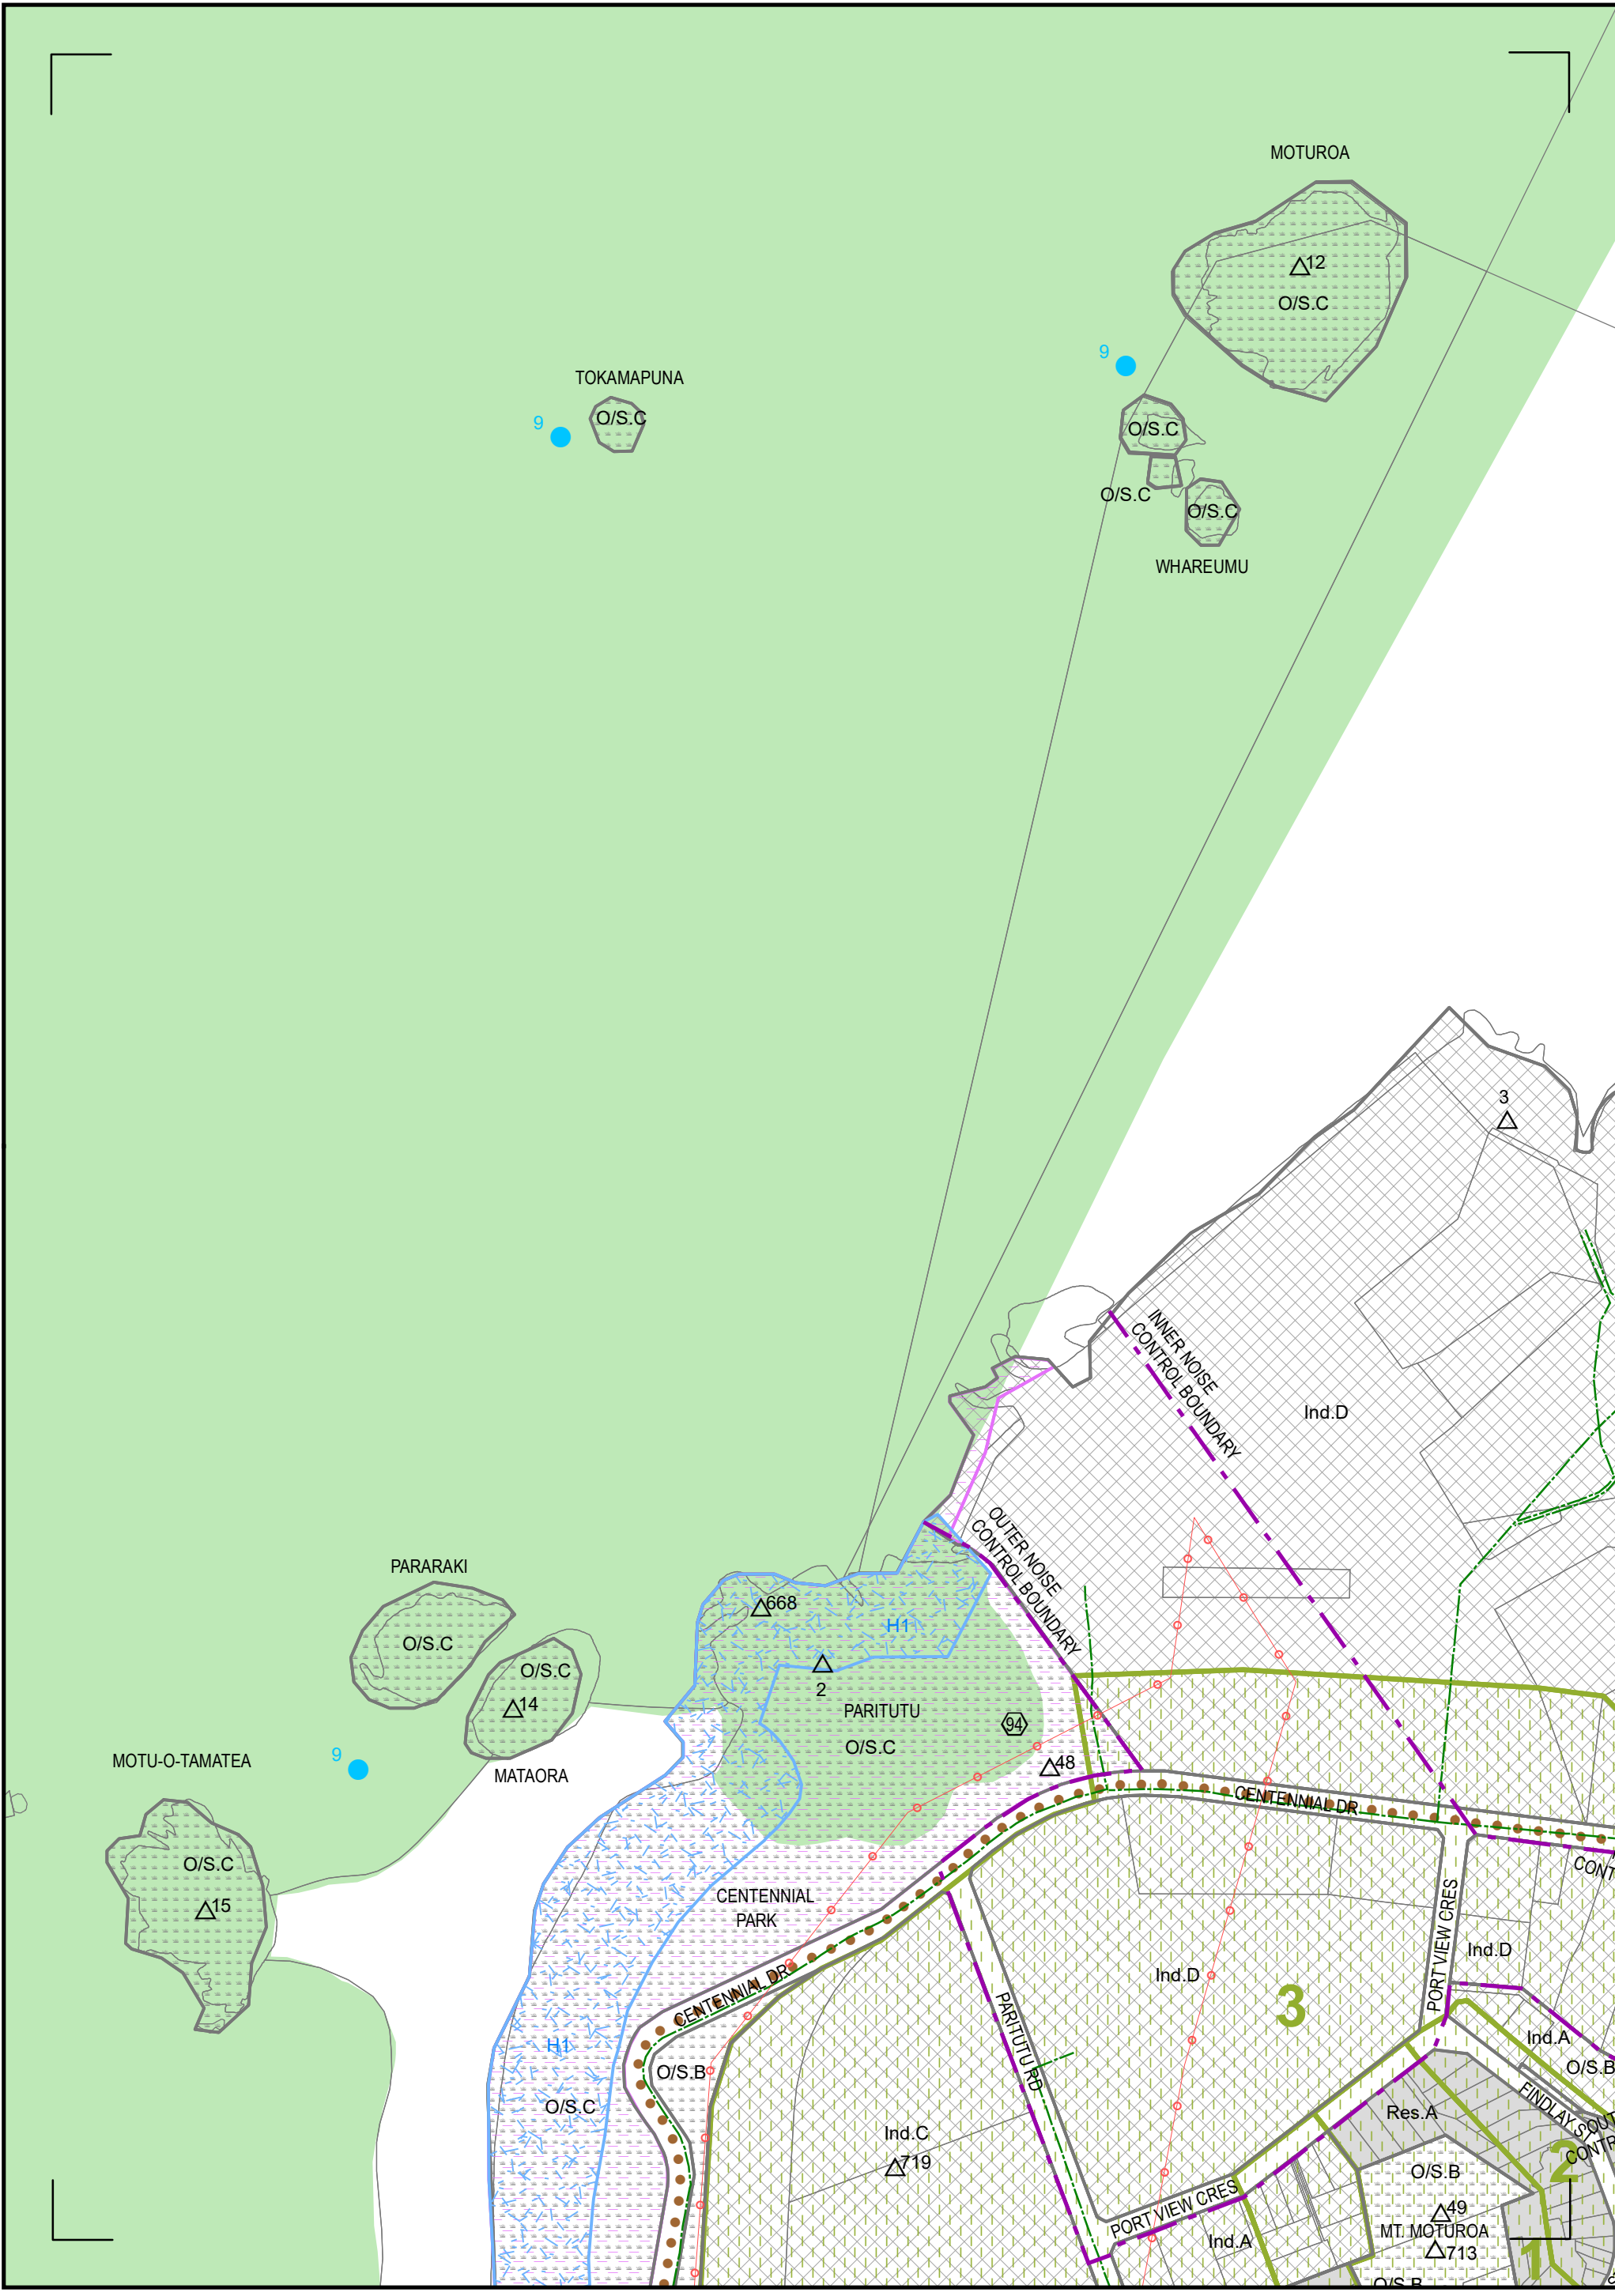 MOTUROA
12
O/S.C
9
TOKAMAPUNA
O/S.C
9
O/S.C
O/S.C
O/S.C
WHAREUMU
3
INNER NOISE
CONTROL BOUNDARY
Ind.D
OUTER NOISE
CONTROL BOUNDARY
PARARAKI
O/S.C
668
H1
O/S.C
14
2
PARITUTU
94
O/S.C
48
MOTU-O-TAMATEA
9
MATAORA
CENTENNIAL DR
O/S.C
15
CENTENNIAL
PARK
CONT
PORT VIEW CRES
Ind.D
CENTENNIAL DR
Ind.D
3
PARITUTU RD
H1
Ind.A
O/S.B
O/S.B
O/S.C
FINDLAY ST
Res.A
OUT
CONTR
Ind.C
719
2
O/S.B
PORT VIEW CRES
49
MT. MOTUROA
713
Ind.A
1
O/S.B